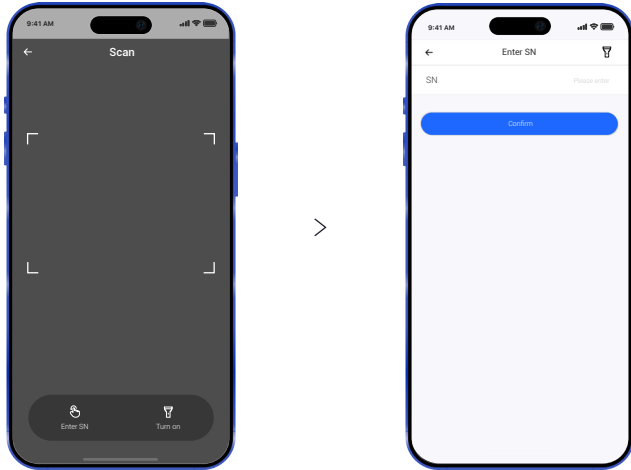 9:41 AM
Scan
Enter SN
Turn on
9:41 AM
Enter SN
SN
Please enter
Confirm